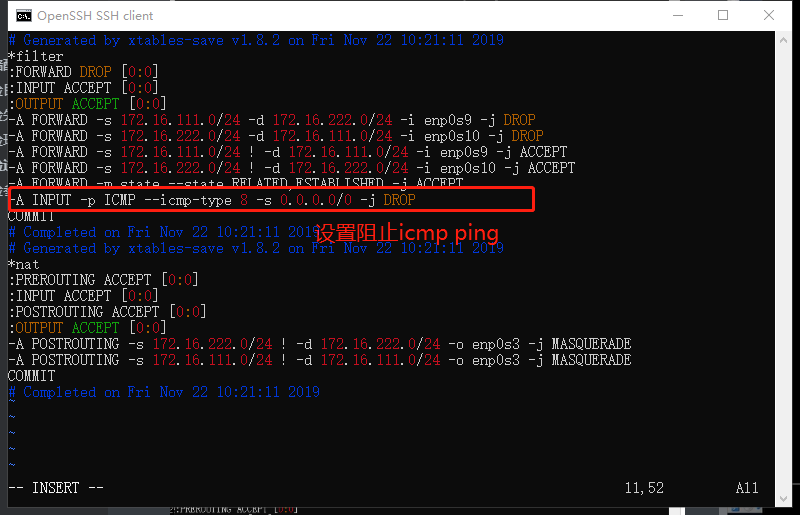 OpenSSH SSH client
# Generated by xtables-save v1.8.2 on Fri Nov 22 10:21:11 2019
*filter
:FORWARD DROP [0:0]
:INPUT ACCEPT [0:0]
:OUTPUT ACCEPT [0:0]
-A FORWARD -s 172.16.111.0/24 -d 172.16.222.0/24 -i enp0s9 -j DROP
-A FORWARD -s 172.16.222.0/24 -d 172.16.111.0/24 -i enp0s10 -j DROP
-A FORWARD -s 172.16.111.0/24 ! -d 172.16.111.0/24 -i enp0s9 -j ACCEPT
-A FORWARD -s 172.16.222.0/24 ! -d 172.16.222.0/24 -i enp0s10 -j ACCEPT
-A FORWARD -m state --state RELATED,ESTABLISHED -j ACCEPT
-A INPUT -p ICMP --icmp-type 8 -s 0.0.0.0/0 -j DROP
COMMIT
# Completed on Fri Nov 22 10:21:11 2019
设置阻止icmp ping
# Generated by xtables-save v1.8.2 on Fri Nov 22 10:21:11 2019
*nat
:PREROUTING ACCEPT [0:0]
:INPUT ACCEPT [0:0]
:POSTROUTING ACCEPT [0:0]
:OUTPUT ACCEPT [0:0]
-A POSTROUTING -s 172.16.222.0/24 ! -d 172.16.222.0/24 -o enp0s3 -j MASQUERADE
-A POSTROUTING -s 172.16.111.0/24 ! -d 172.16.111.0/24 -o enp0s3 -j MASQUERADE
COMMIT
# Completed on Fri Nov 22 10:21:11 2019
~
~
~
~
~
-- INSERT -- 11,52 All
:PREROUTING ACCEPT [0:0]